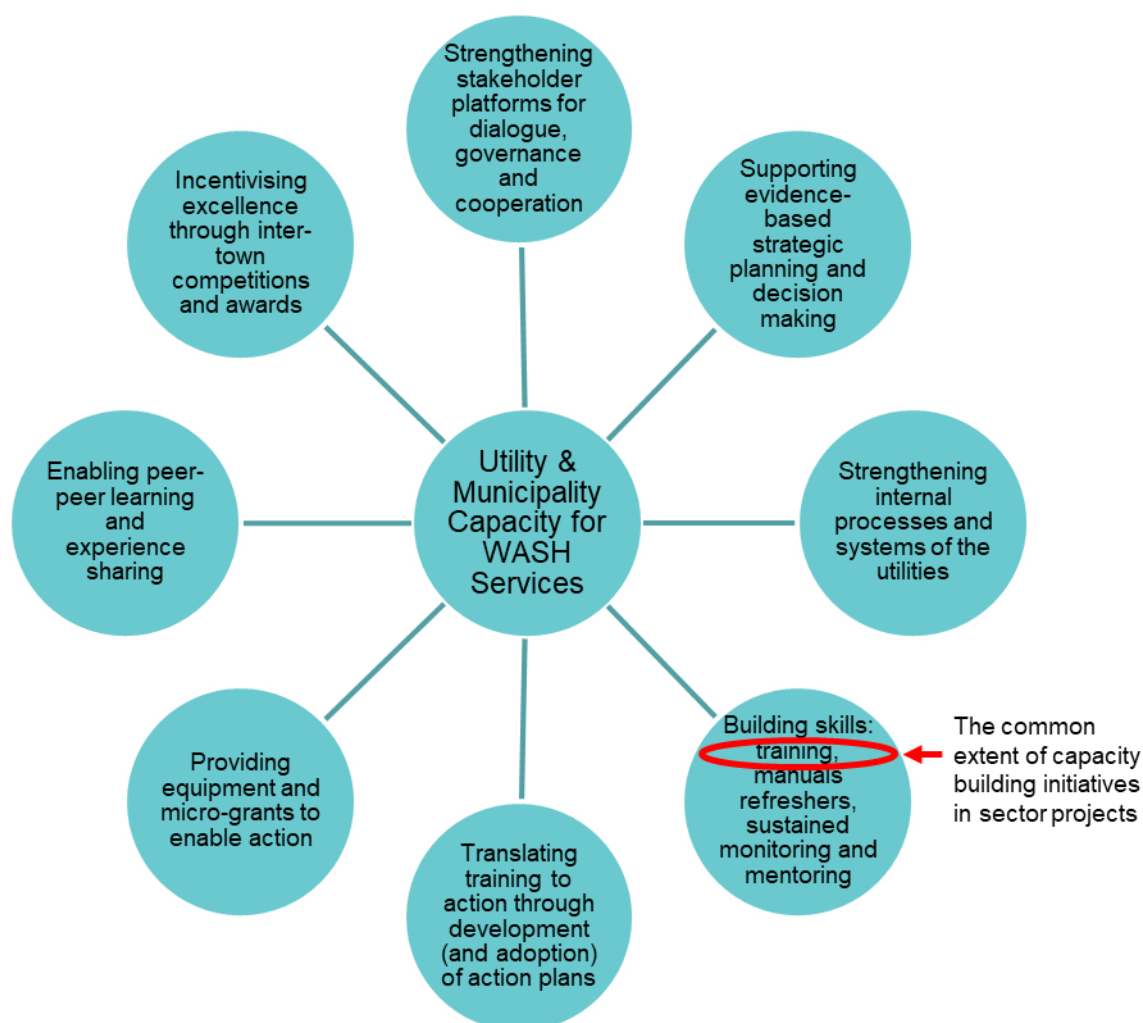 Strengthening
stakeholder
platforms for
dialogue,
governance
and
cooperation
Supporting
evidence-
based
strategic
planning and
decision
making
Strengthening
internal
processes and
systems of the
utilities
Building skills:
training,
manuals
refreshers,
sustained
monitoring and
mentoring
The common
extent of capacity
building initiatives
in sector projects
Translating
training to
action through
development
(and adoption)
of action plans
Providing
equipment and
micro-grants to
enable action
Enabling peer-
peer learning
and
experience
sharing
Incentivising
excellence
through inter-
town
competitions
and awards
Utility &
Municipality
Capacity for
WASH
Services